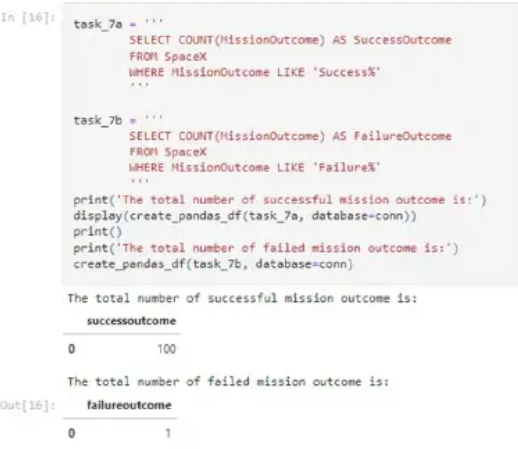 In [16]:
task_7a = '''
SELECT COUNT(MissionOutcome) AS SuccessOutcome
FROM SpaceX
WHERE MissionOutcome LIKE 'Success%'
'''
task_7b = '''
SELECT COUNT(MissionOutcome) AS FailureOutcome
FROM SpaceX
WHERE MissionOutcome LIKE 'Failure%'
'''
print('The total number of successful mission outcome is:')
display(create_pandas_df(task_7a, database=conn))
print()
print('The total number of failed mission outcome is:')
create_pandas_df(task_7b, database=conn)
The total number of successful mission outcome is:
successoutcome
0 100
The total number of failed mission outcome is:
Out[16]:
failureoutcome
0 1